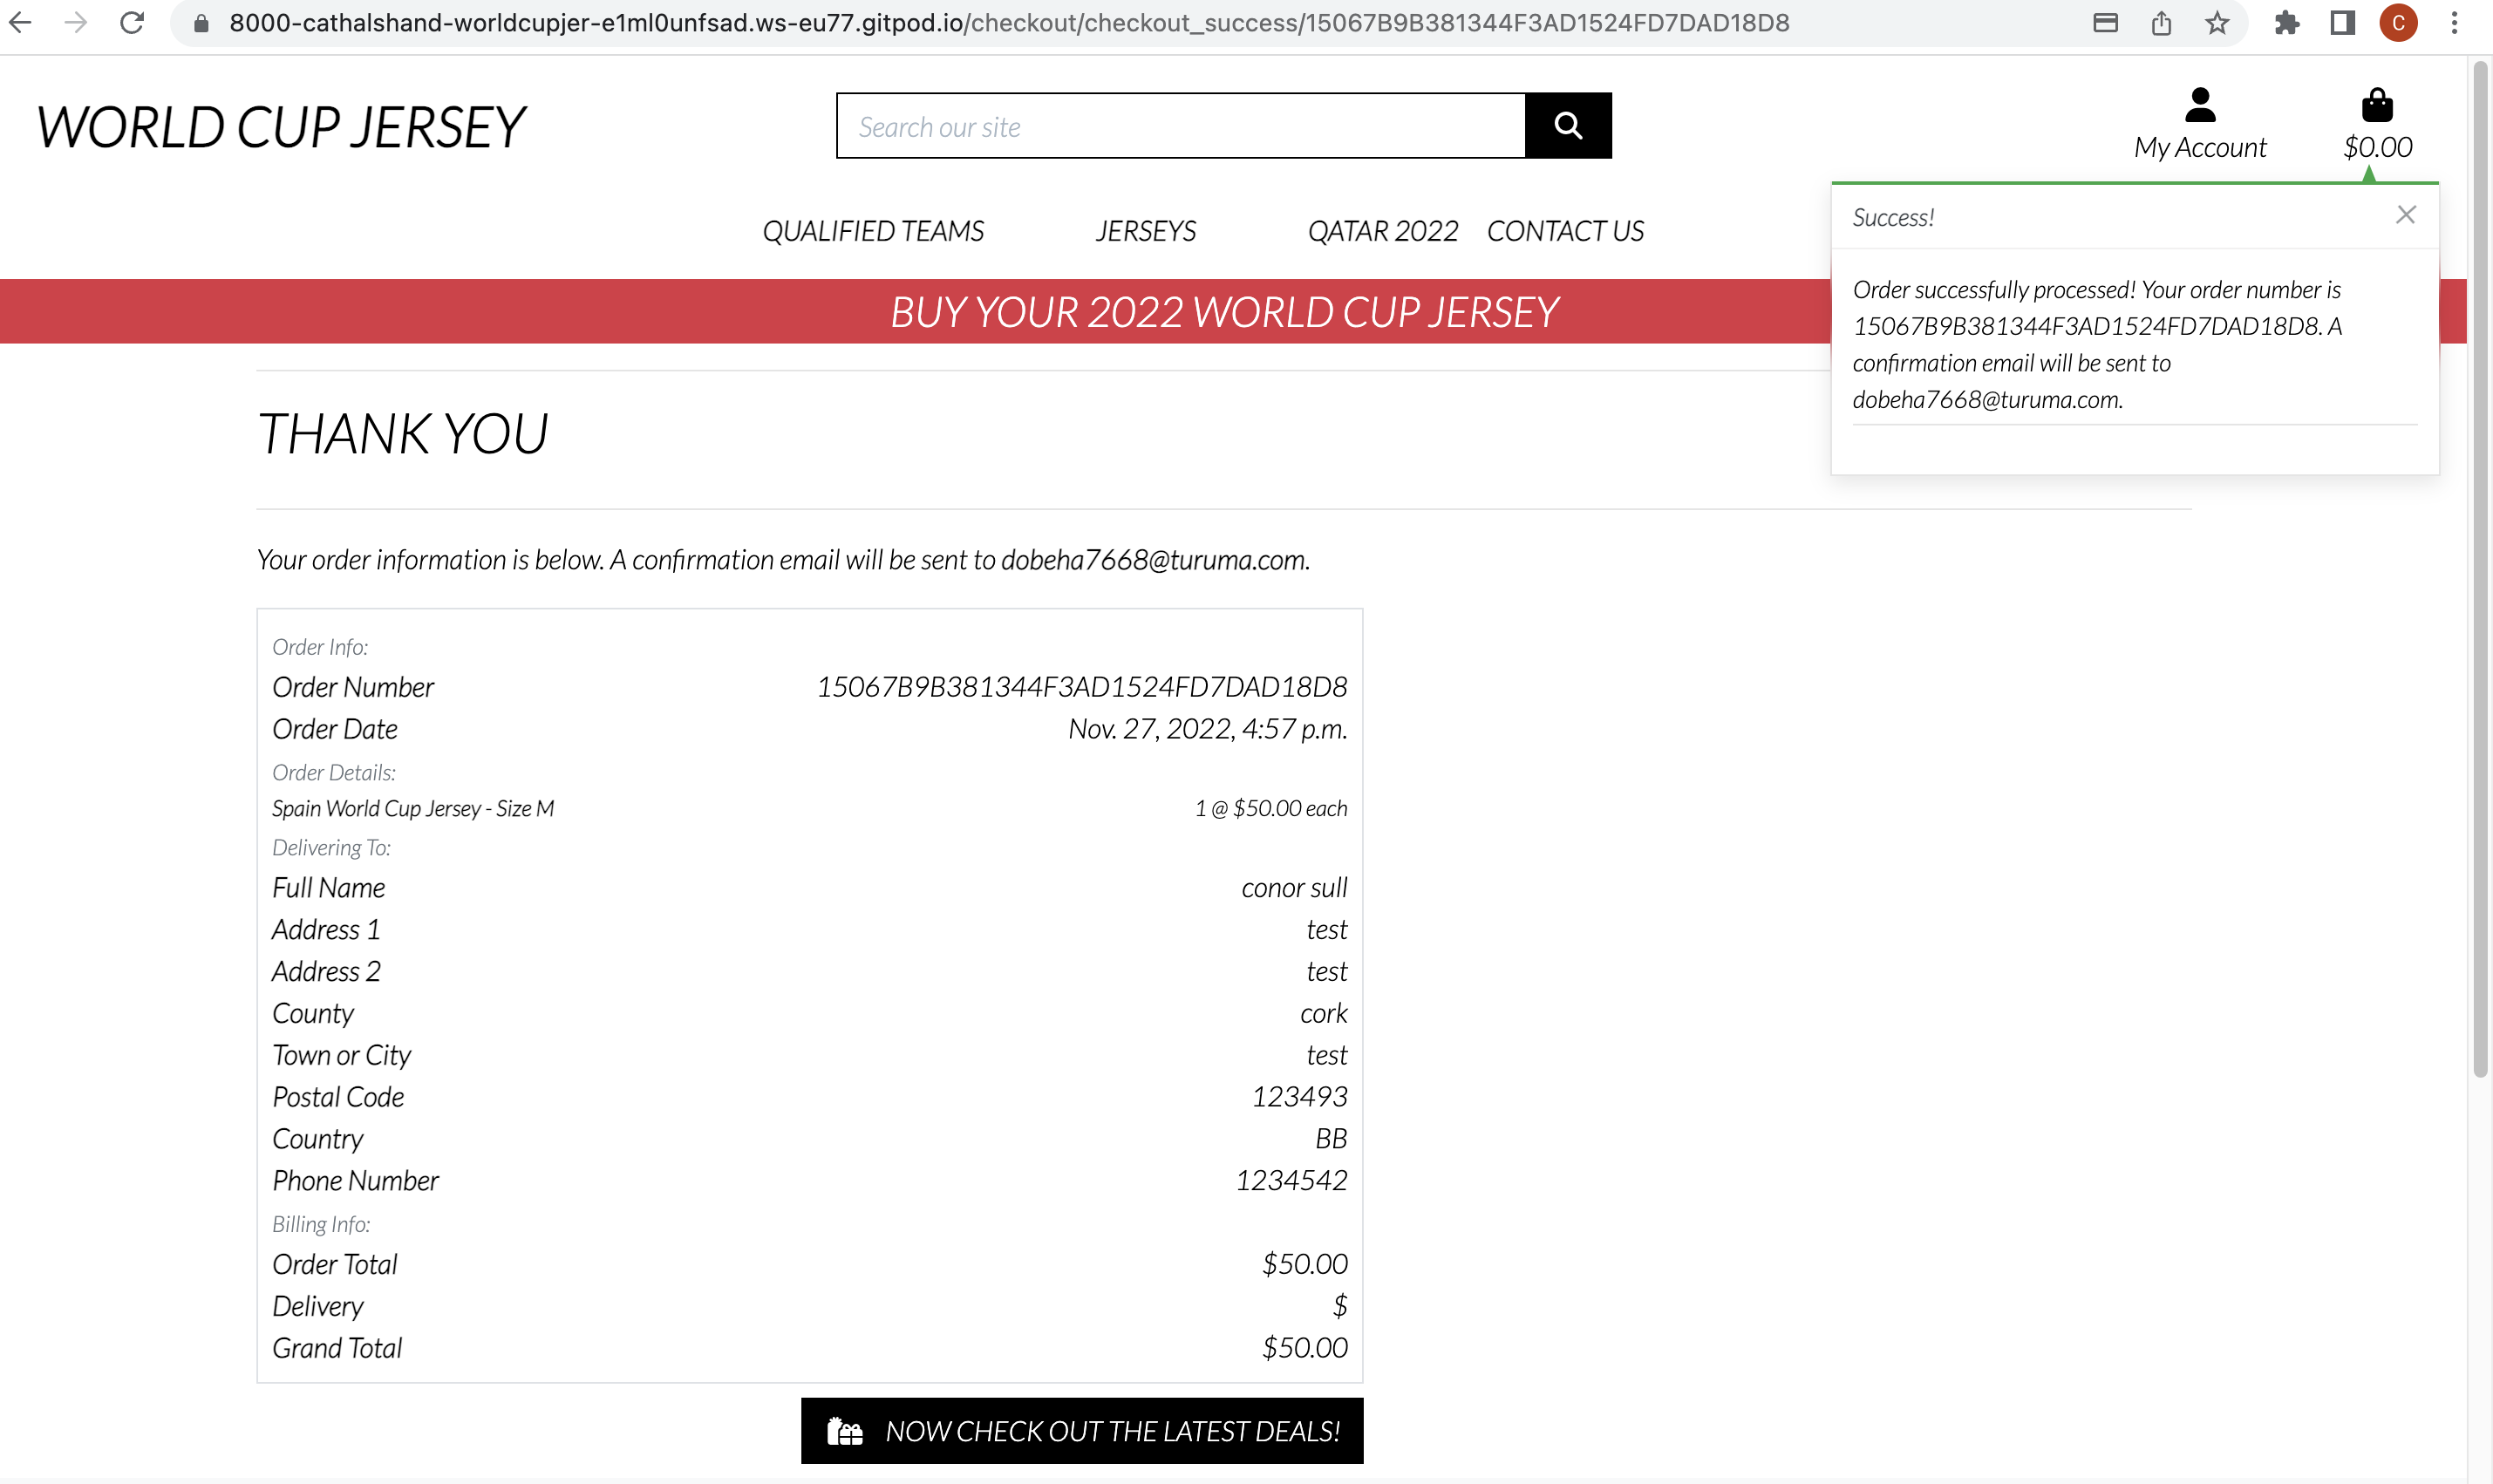 8000-cathalshand-worldcupjer-e1ml0unfsad.ws-eu77.gitpod.io/checkout/checkout_success/15067B9B381344F3AD1524FD7DAD18D8
C
WORLD CUP JERSEY
Search our site
My Account
$0.00
QUALIFIED TEAMS
JERSEYS
QATAR 2022
CONTACT US
Success!
Order successfully processed! Your order number is
15067B9B381344F3AD1524FD7DAD18D8. A
confirmation email will be sent to
dobeha7668@turuma.com.
BUY YOUR 2022 WORLD CUP JERSEY
THANK YOU
Your order information is below. A confirmation email will be sent to dobeha7668@turuma.com.
Order Info:
Order Number 15067B9B381344F3AD1524FD7DAD18D8
Order Date Nov. 27, 2022, 4:57 p.m.
Order Details:
Spain World Cup Jersey - Size M 1 @ $50.00 each
Delivering To:
Full Name conor sull
Address 1 test
Address 2 test
County cork
Town or City test
Postal Code 123493
Country BB
Phone Number 1234542
Billing Info:
Order Total $50.00
Delivery $
Grand Total $50.00
NOW CHECK OUT THE LATEST DEALS!